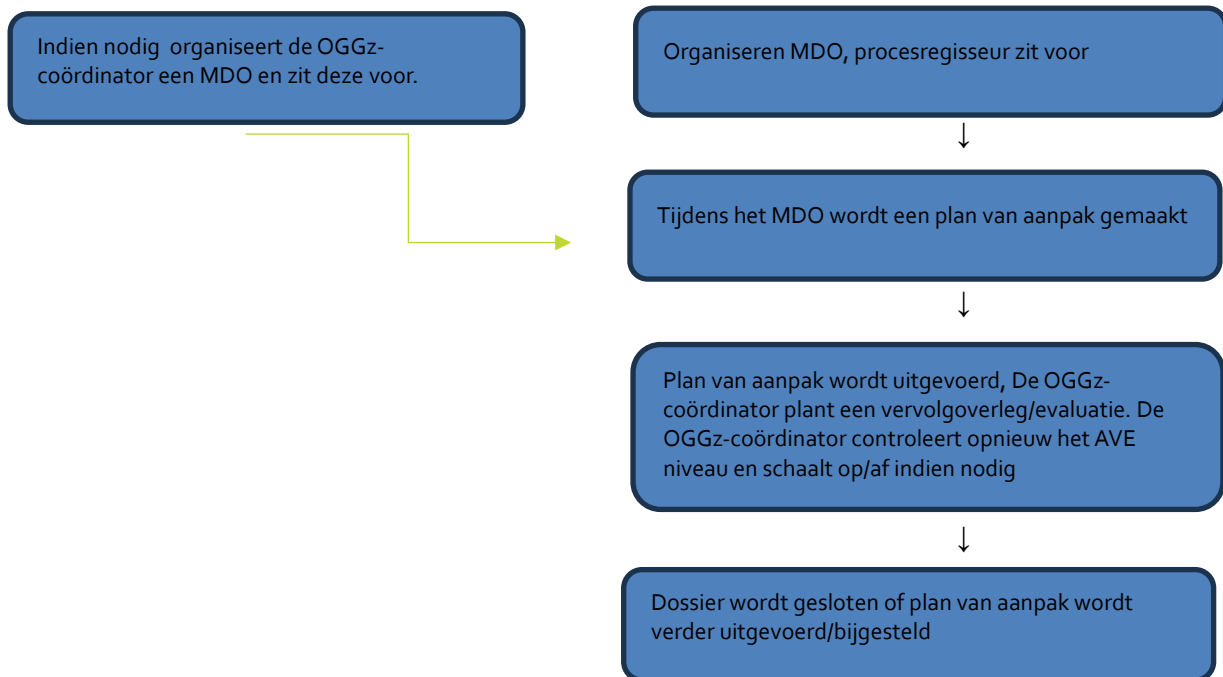 Indien nodig organiseert de OGGz-
coördinator een MDO en zit deze voor.
Organiseren MDO, procesregisseur zit voor
↓
Tijdens het MDO wordt een plan van aanpak gemaakt
↓
Plan van aanpak wordt uitgevoerd, De OGGz-
coördinator plant een vervolgoverleg/evaluatie. De
OGGz-coördinator controleert opnieuw het AVE
niveau en schaalt op/af indien nodig
↓
Dossier wordt gesloten of plan van aanpak wordt
verder uitgevoerd/bijgesteld